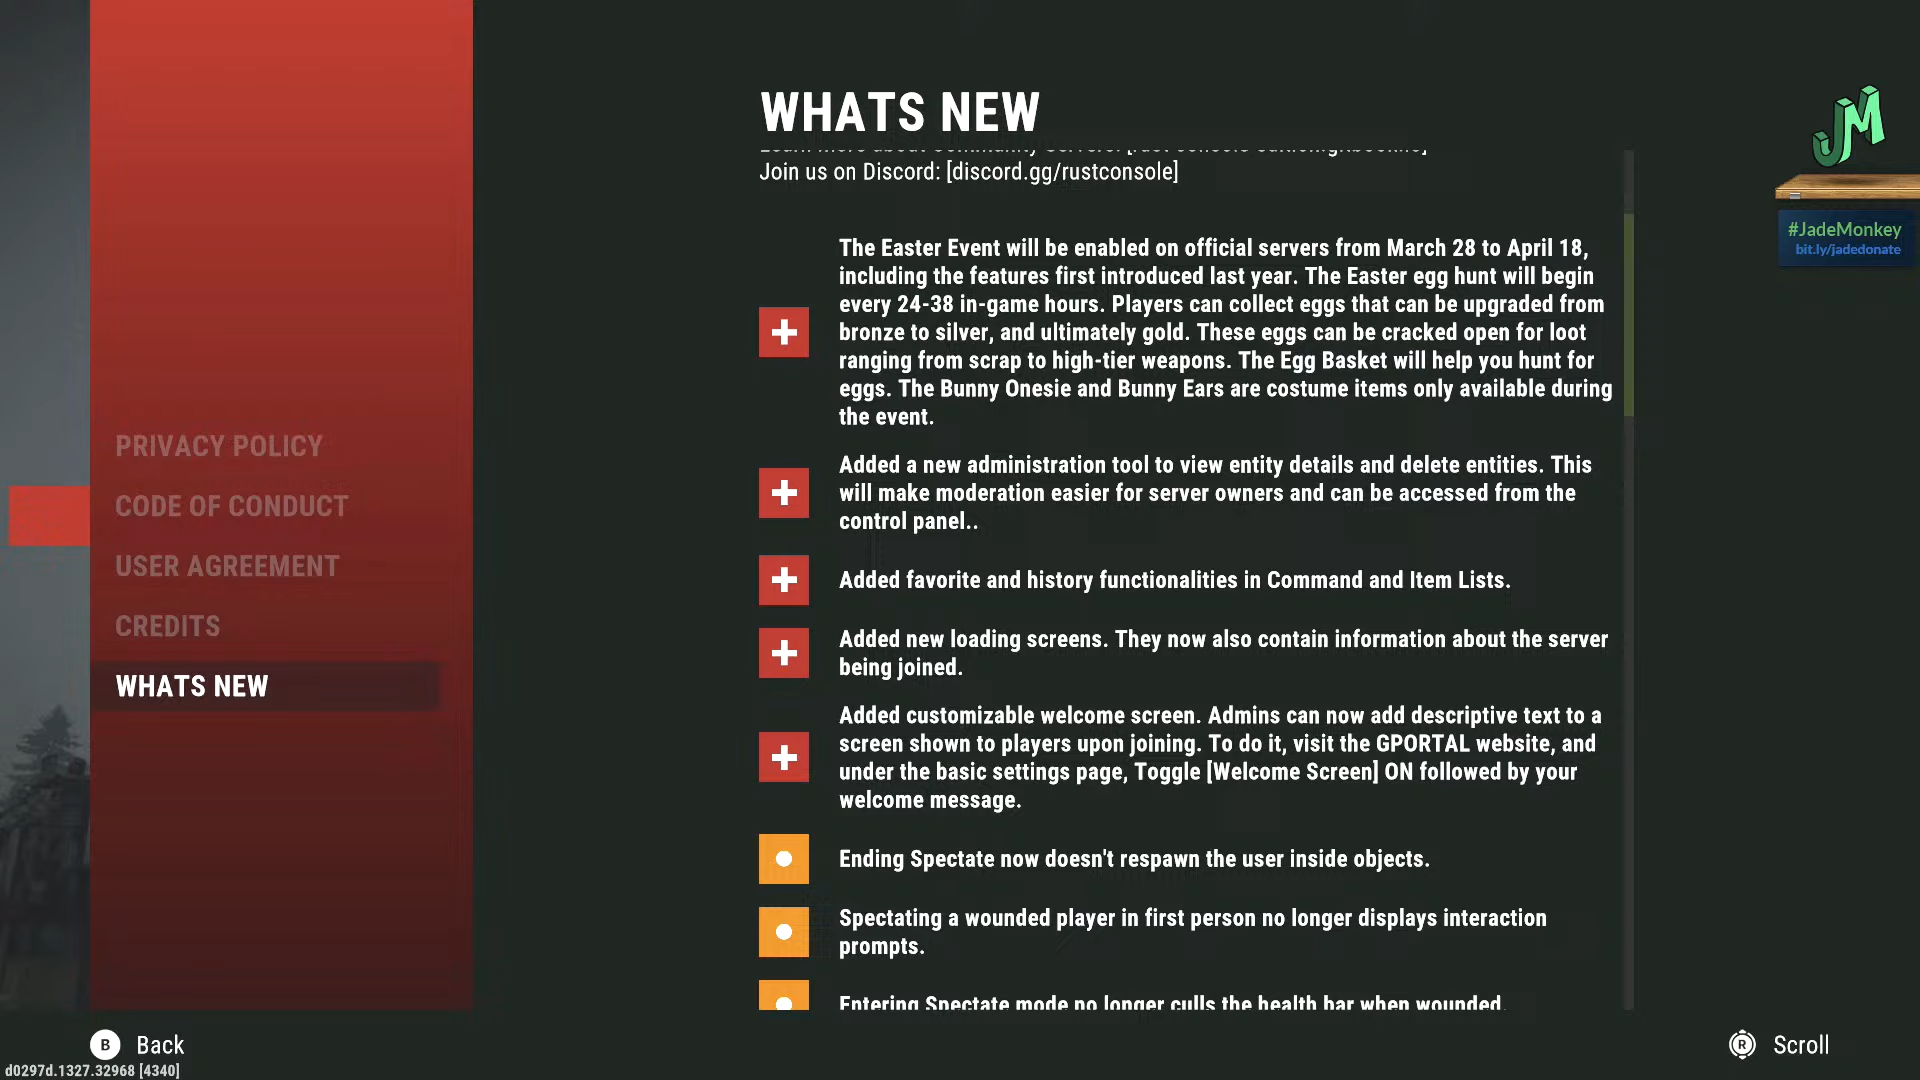 WHATS NEW
Join us on Discord: [discord.gg/rustconsole]
The Easter Event will be enabled on official servers from March 28 to April 18,
including the features first introduced last year. The Easter egg hunt will begin
every 24-38 in-game hours. Players can collect eggs that can be upgraded from
bronze to silver, and ultimately gold. These eggs can be cracked open for loot
ranging from scrap to high-tier weapons. The Egg Basket will help you hunt for
eggs. The Bunny Onesie and Bunny Ears are costume items only available during
the event.
Added a new administration tool to view entity details and delete entities. This
will make moderation easier for server owners and can be accessed from the
control panel..
Added favorite and history functionalities in Command and Item Lists.
Added new loading screens. They now also contain information about the server
being joined.
Added customizable welcome screen. Admins can now add descriptive text to a
screen shown to players upon joining. To do it, visit the GPORTAL website, and
under the basic settings page, Toggle [Welcome Screen] ON followed by your
welcome message.
Ending Spectate now doesn't respawn the user inside objects.
Spectating a wounded player in first person no longer displays interaction
prompts.
Entering Spectate mode no longer culls the health bar when wounded.
PRIVACY POLICY
CODE OF CONDUCT
USER AGREEMENT
CREDITS
WHATS NEW
JM
#JadeMonkey
bit.ly/jadedonate
B Back
R Scroll
d0297d.1327.32968 [4340]